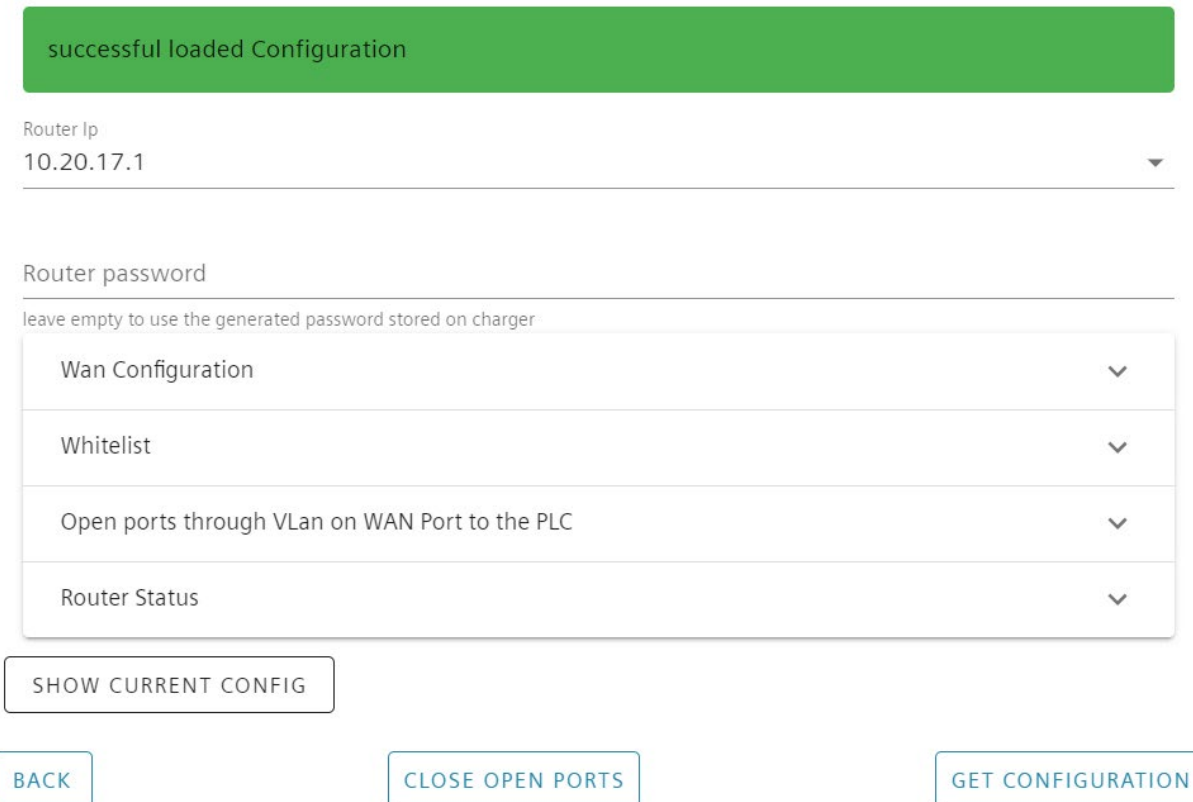 successful loaded Configuration
Router Ip
10.20.17.1
Router password
leave empty to use the generated password stored on charger
Wan Configuration
Whitelist
Open ports through VLan on WAN Port to the PLC
Router Status
SHOW CURRENT CONFIG
BACK
CLOSE OPEN PORTS
GET CONFIGURATION